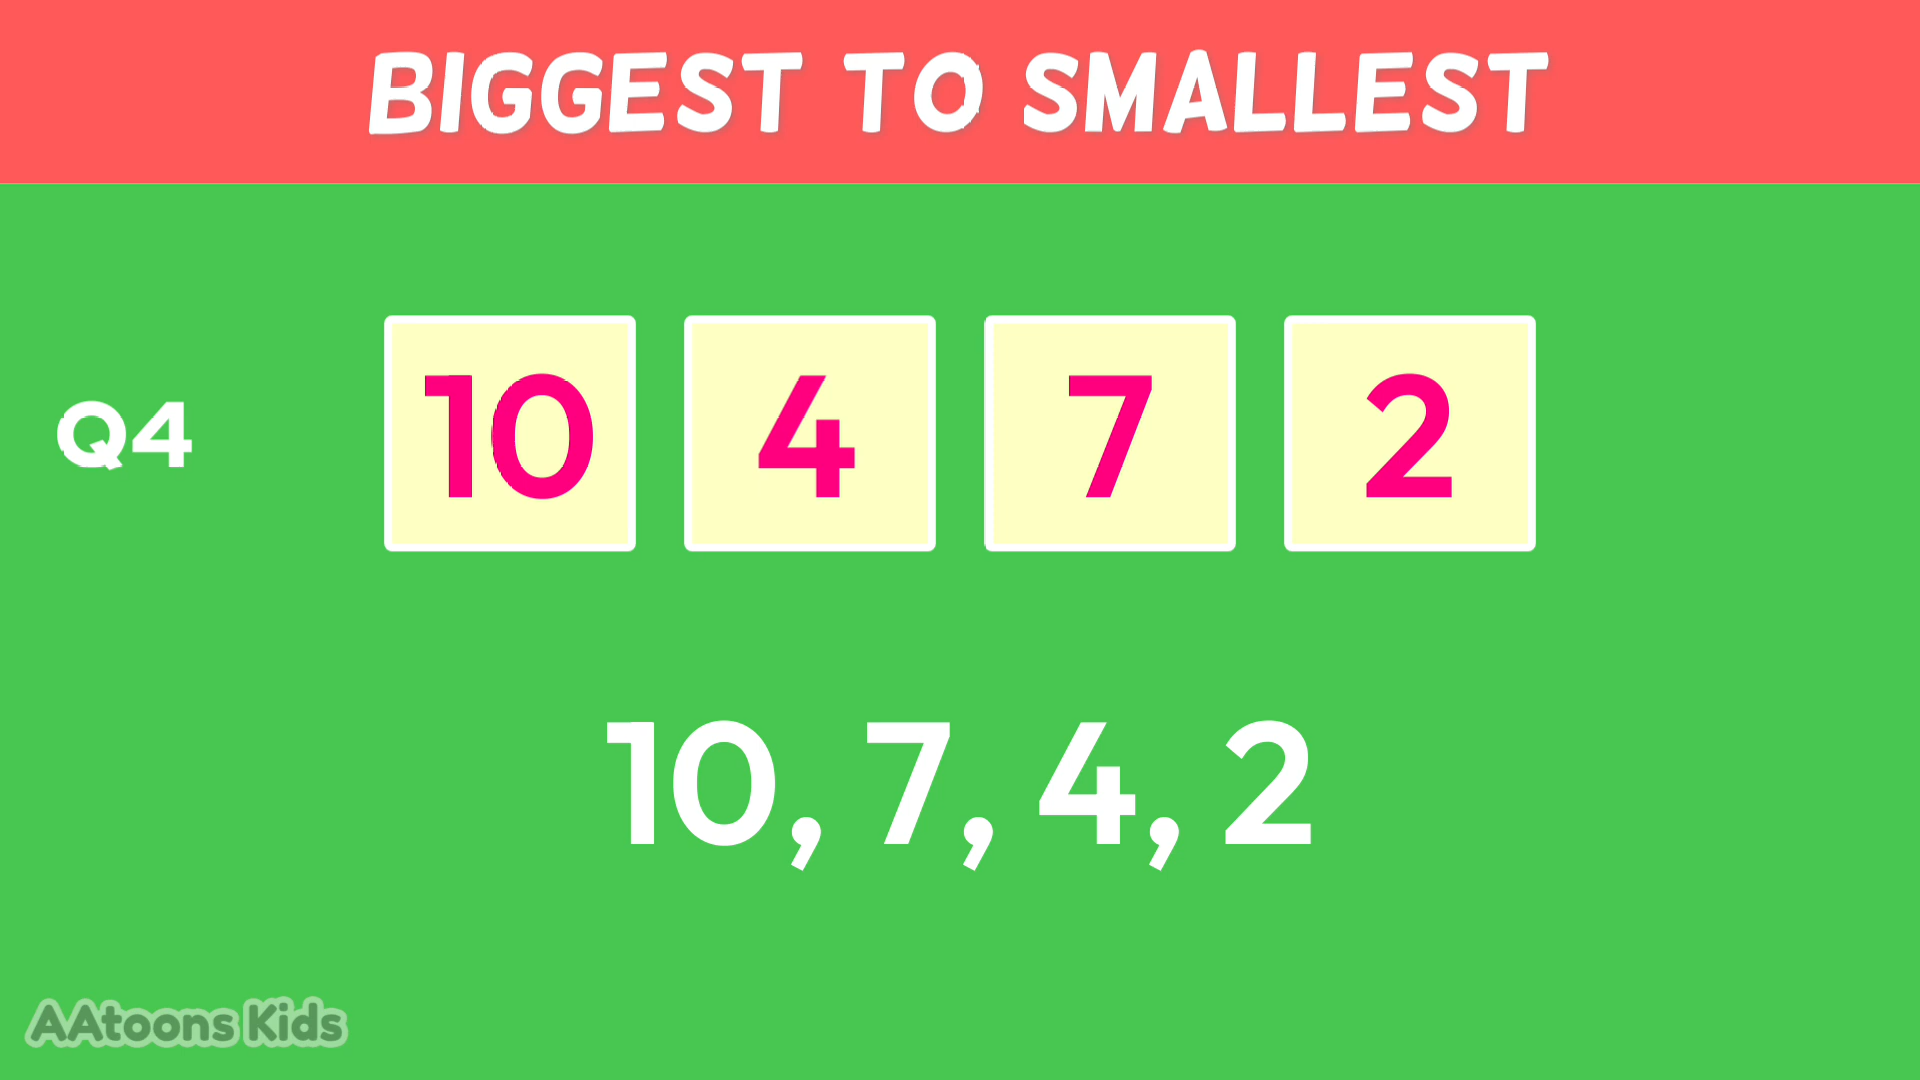 BIGGEST TO SMALLEST
Q4 10 4 7 2
10, 7, 4, 2
AAtoons Kids